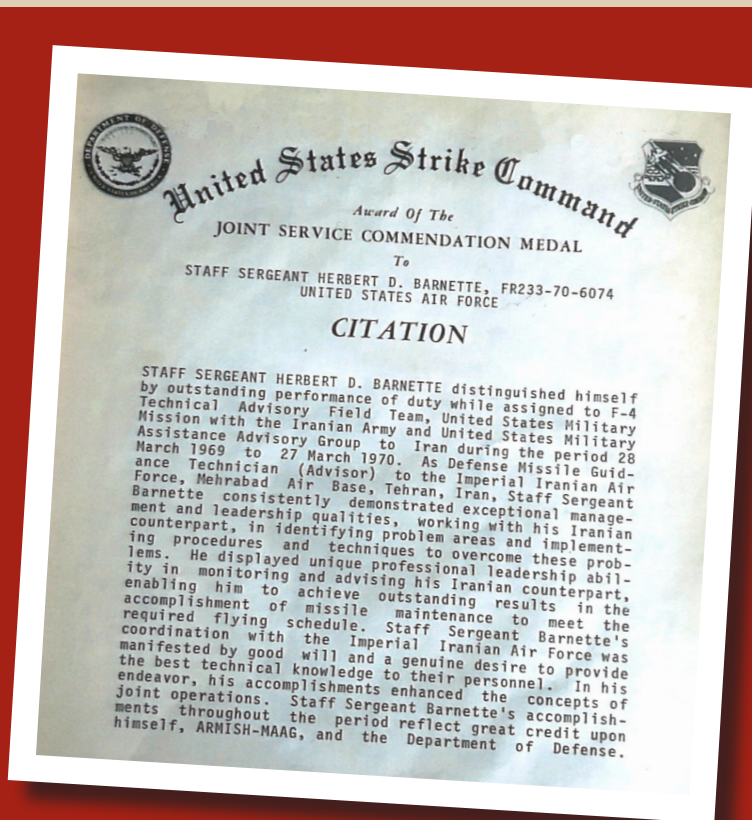 DEPARTMENT OF DEFENSE
United States Strike Command
Award Of The
JOINT SERVICE COMMENDATION MEDAL
To
STAFF SERGEANT HERBERT D. BARNETTE, FR233-70-6074
UNITED STATES AIR FORCE
CITATION
STAFF SERGEANT HERBERT D. BARNETTE distinguished himself
by outstanding performance of duty while assigned to F-4
Technical Advisory Field Team, United States Military
Mission with the Iranian Army and United States Military
Assistance Advisory Group to Iran during the period 28
March 1969 to 27 March 1970. As Defense Missile Guid-
ance Technician (Advisor) to the Imperial Iranian Air
Force, Mehrabad Air Base, Tehran, Iran, Staff Sergeant
Barnette consistently demonstrated exceptional manage-
ment and leadership qualities, working with his Iranian
counterpart, in identifying problem areas and implement-
ing procedures and techniques to overcome these prob-
lems. He displayed unique professional leadership abil-
ity in monitoring and advising his Iranian counterpart,
enabling him to achieve outstanding results in the
accomplishment of missile maintenance to meet the
required flying schedule. Staff Sergeant Barnette's
coordination with the Imperial Iranian Air Force was
manifested by good will and a genuine desire to provide
the best technical knowledge to their personnel. In his
endeavor, his accomplishments enhanced the concepts of
joint operations. Staff Sergeant Barnette's accomplish-
ments throughout the period reflect great credit upon
himself, ARMISH-MAAG, and the Department of Defense.